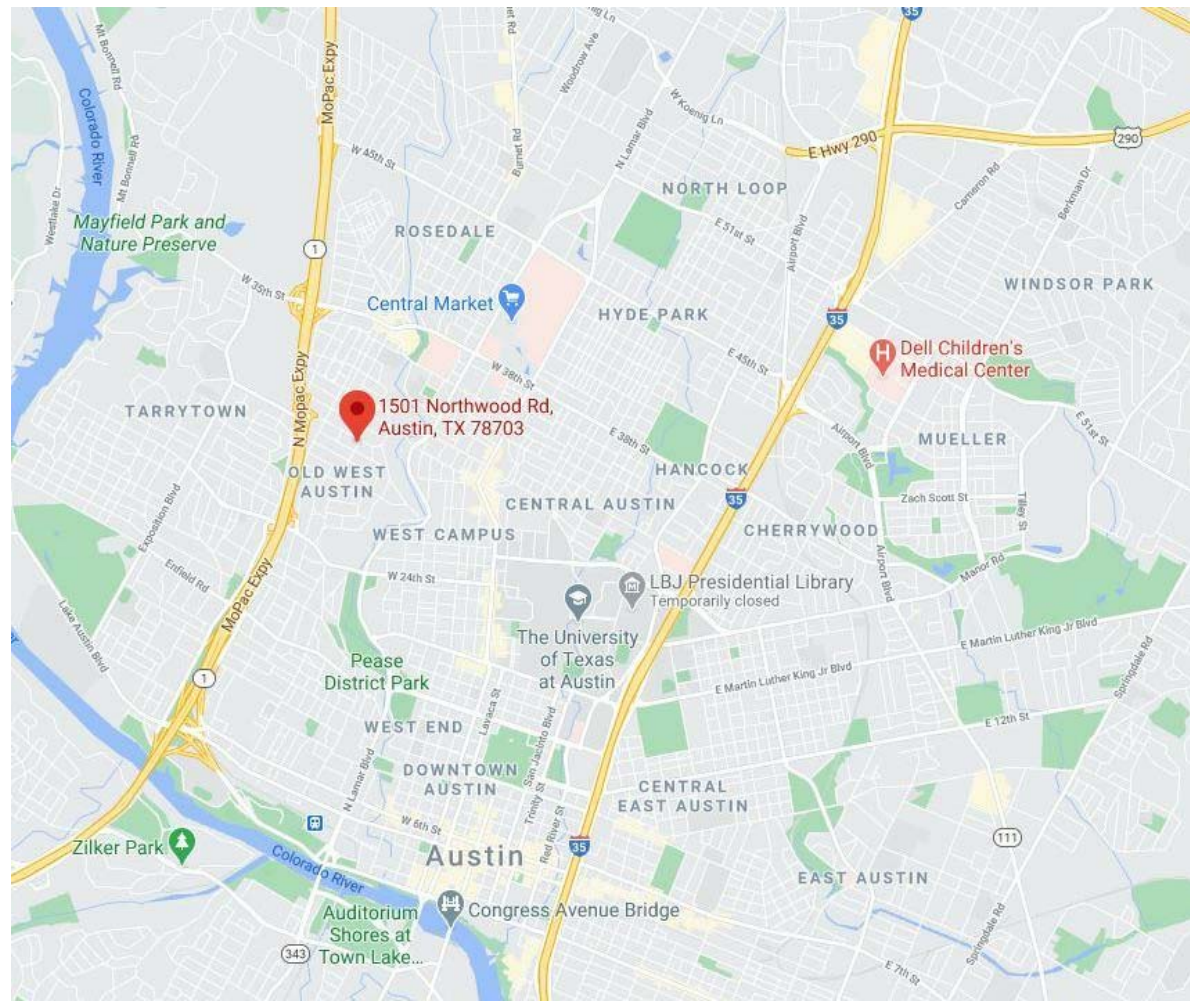 Mt Bonnell Rd
MoPac Expy
Burnet Rd
Woodrow Ave
nig Ln
35
Colorado River
W Koenig Ln
N Lamar Blvd
E Hwy 290
290
Mt Bonnell Rd
W 45th St
Burnet Rd
Westlake Dr
Cameron Rd
Berkman Dr
NORTH LOOP
Mayfield Park and
Nature Preserve
ROSEDALE
E 51st St
Airport Blvd
1
W 35th St
Central Market
HYDE PARK
35
WINDSOR PARK
N Mopac Expy
W 38th St
E 45th St
Dell Children's
Medical Center
TARRYTOWN
1501 Northwood Rd,
Austin, TX 78703
E 38th St
Airport Blvd
MUELLER
E 51st St
OLD WEST
AUSTIN
HANCOCK
35
CENTRAL AUSTIN
Zach Scott St
Tilley St
Exposition Blvd
WEST CAMPUS
CHERRYWOOD
Enfield Rd
W 24th St
LBJ Presidential Library
Temporarily closed
Airport Blvd
Manor Rd
MoPac Expy
Lake Austin Blvd
The University
of Texas
at Austin
E Martin Luther King Jr Blvd
Pease
District Park
E Martin Luther King Jr Blvd
Springdale Rd
1
Lavaca St
San Jacinto Blvd
E 12th St
WEST END
DOWNTOWN
AUSTIN
Trinity St
CENTRAL
EAST AUSTIN
N Lamar Blvd
W 6th St
Red River St
35
111
Zilker Park
Austin
Colorado River
EAST AUSTIN
Congress Avenue Bridge
Auditorium
Shores at
Town Lake...
343
Springdale Rd
E 7th St